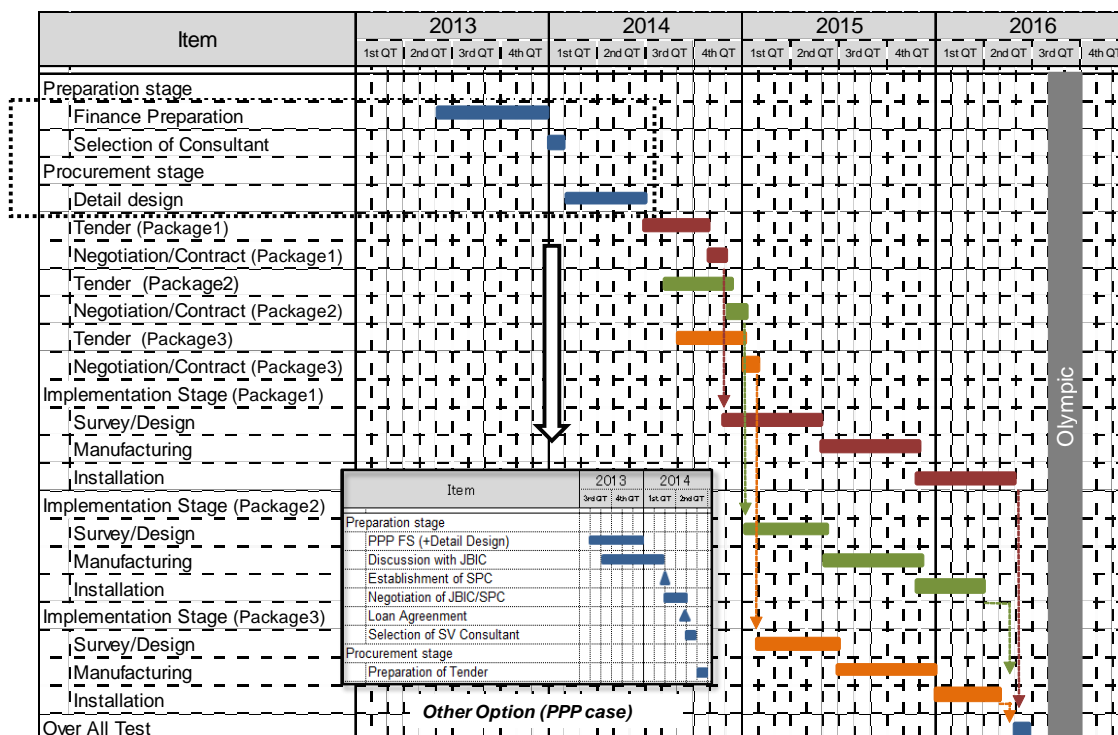 Item
2013 2014 2015 2016
1st QT 2nd QT 3rd QT 4th QT 1st QT 2nd QT 3rd QT 4th QT 1st QT 2nd QT 3rd QT 4th QT 1st QT 2nd QT 3rd QT 4th QT
Preparation stage
Finance Preparation
Selection of Consultant
Procurement stage
Detail design
Tender (Package1)
Negotiation/Contract (Package1)
Tender (Package2)
Negotiation/Contract (Package2)
Tender (Package3)
Negotiation/Contract (Package3)
Implementation Stage (Package1)
Survey/Design
Manufacturing
Installation
Implementation Stage (Package2)
Survey/Design
Manufacturing
Installation
Implementation Stage (Package3)
Survey/Design
Manufacturing
Installation
Over All Test
Olympic
Item
2013 2014
3rd QT 4th QT 1st QT 2nd QT
Preparation stage
PPP FS (+Detail Design)
Discussion with JBIC
Establishment of SPC
Negotiation of JBIC/SPC
Loan Agreenment
Selection of SV Consultant
Procurement stage
Preparation of Tender
Other Option (PPP case)